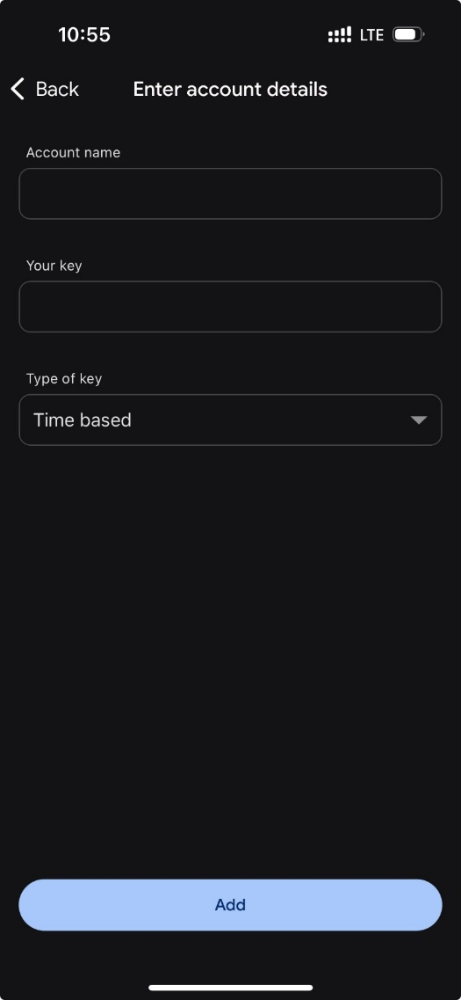 10:55
LTE
Back
Enter account details
Account name
Your key
Type of key
Time based
Add